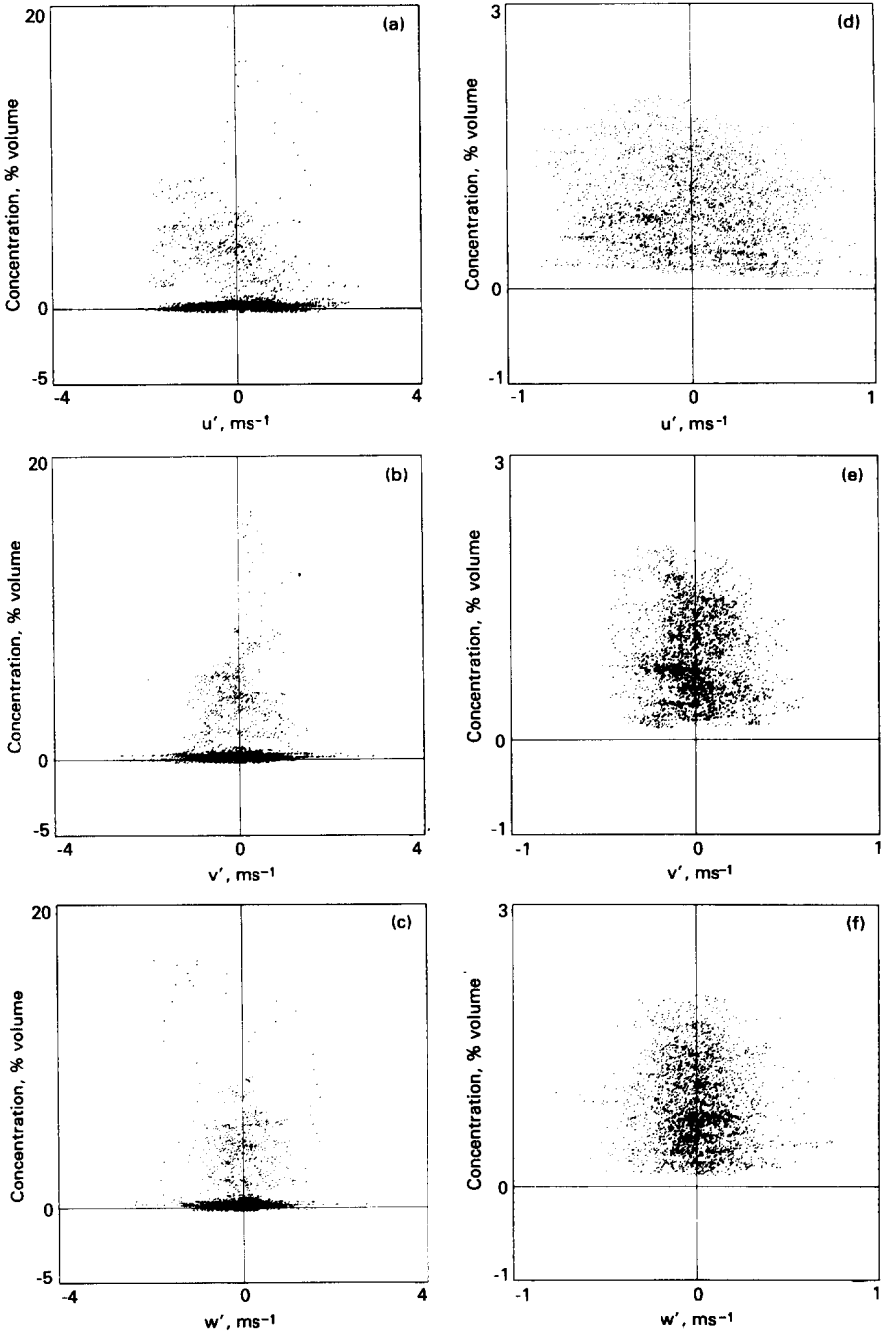 20
(a)
Concentration, % volume
0
-5
-4
0
4
u′, ms⁻¹
3
(d)
Concentration, % volume
0
-1
-1
0
1
u′, ms⁻¹
20
(b)
Concentration, % volume
0
-5
-4
0
4
v′, ms⁻¹
3
(e)
Concentration, % volume
0
-1
-1
0
1
v′, ms⁻¹
20
(c)
Concentration, % volume
0
-5
-4
0
4
w′, ms⁻¹
3
(f)
Concentration, % volume
0
-1
-1
0
1
w′, ms⁻¹